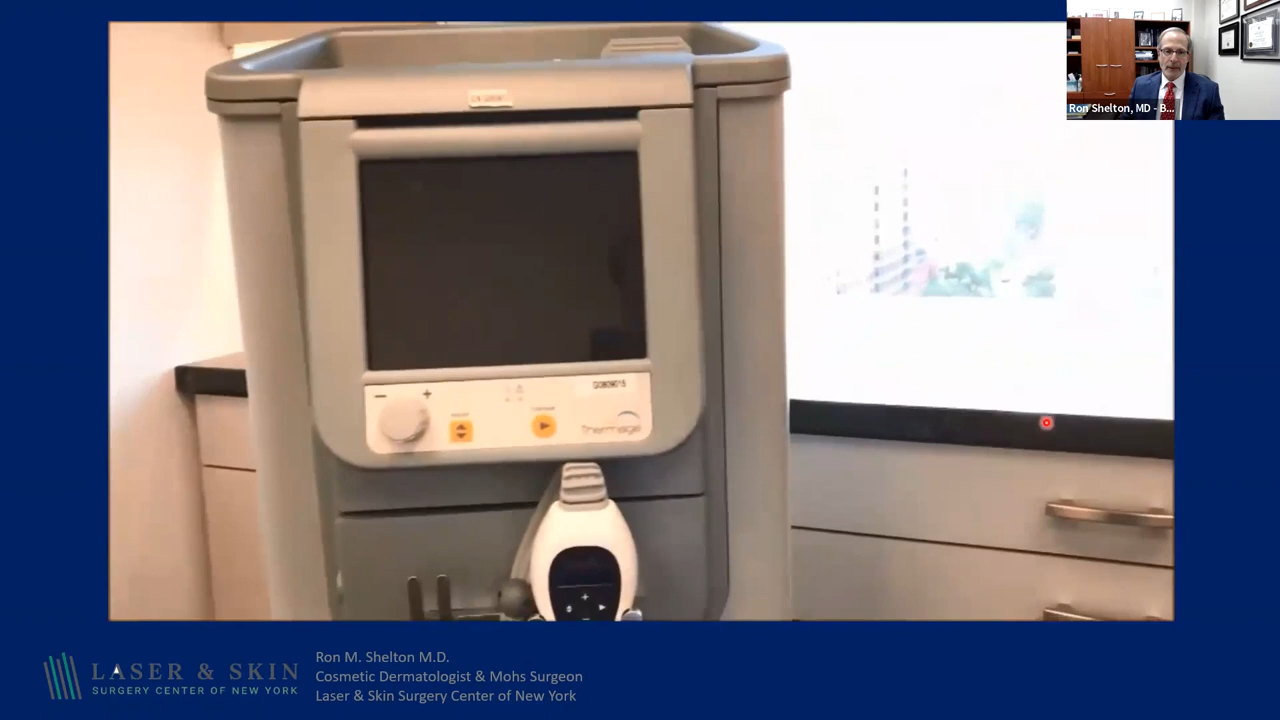 Ron Shelton, MD - B...
Thermage
LASER & SKIN
SURGERY CENTER OF NEW YORK
Ron M. Shelton M.D.
Cosmetic Dermatologist & Mohs Surgeon
Laser & Skin Surgery Center of New York